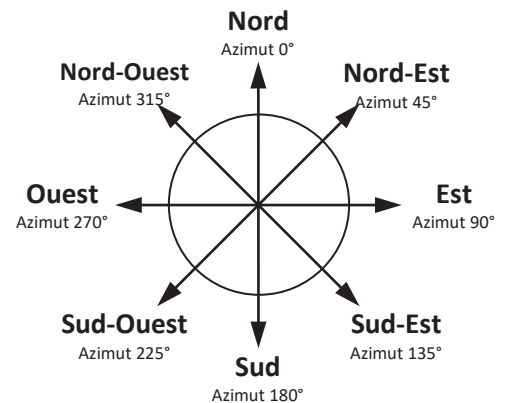 Nord
Azimut 0°
Nord-Ouest
Azimut 315°
Nord-Est
Azimut 45°
Ouest
Azimut 270°
Est
Azimut 90°
Sud-Ouest
Azimut 225°
Sud-Est
Azimut 135°
Sud
Azimut 180°